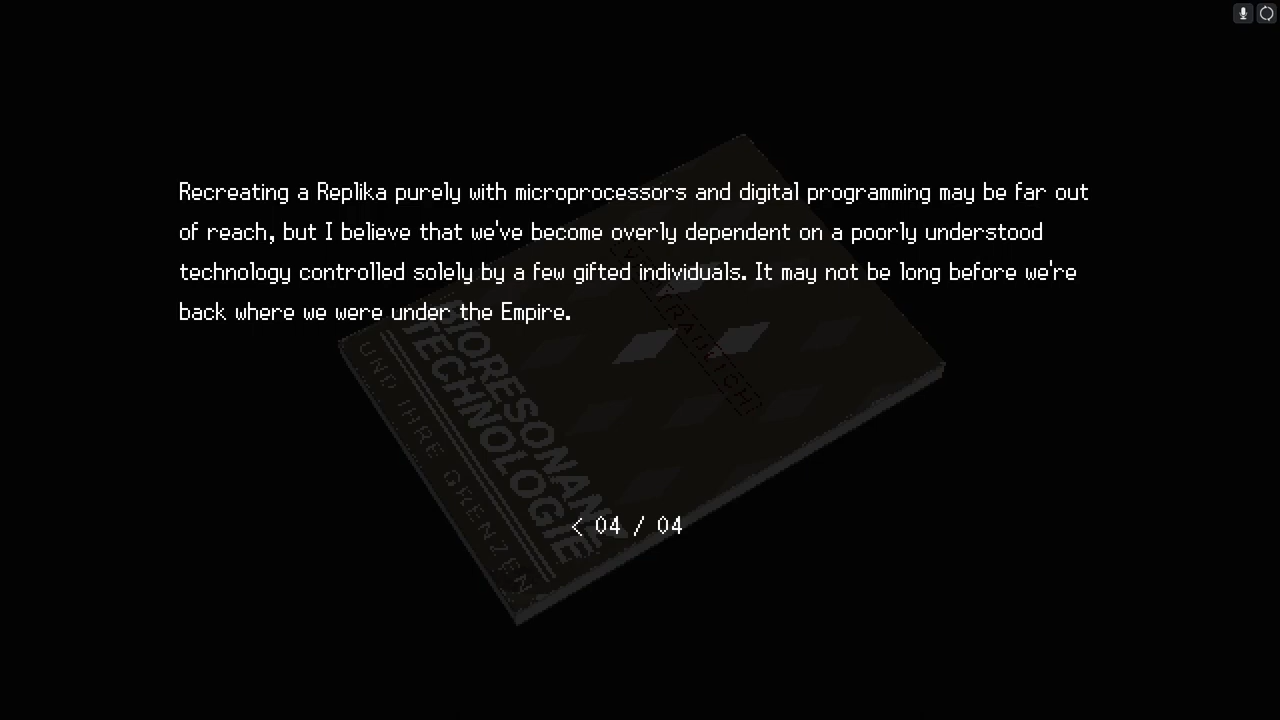 Recreating a Replika purely with microprocessors and digital programming may be far out
of reach, but I believe that we've become overly dependent on a poorly understood
technology controlled solely by a few gifted individuals. It may not be long before we're
back where we were under the Empire.
TECHNOLOGIE
UND IHRE GRENZEN
< 04 / 04